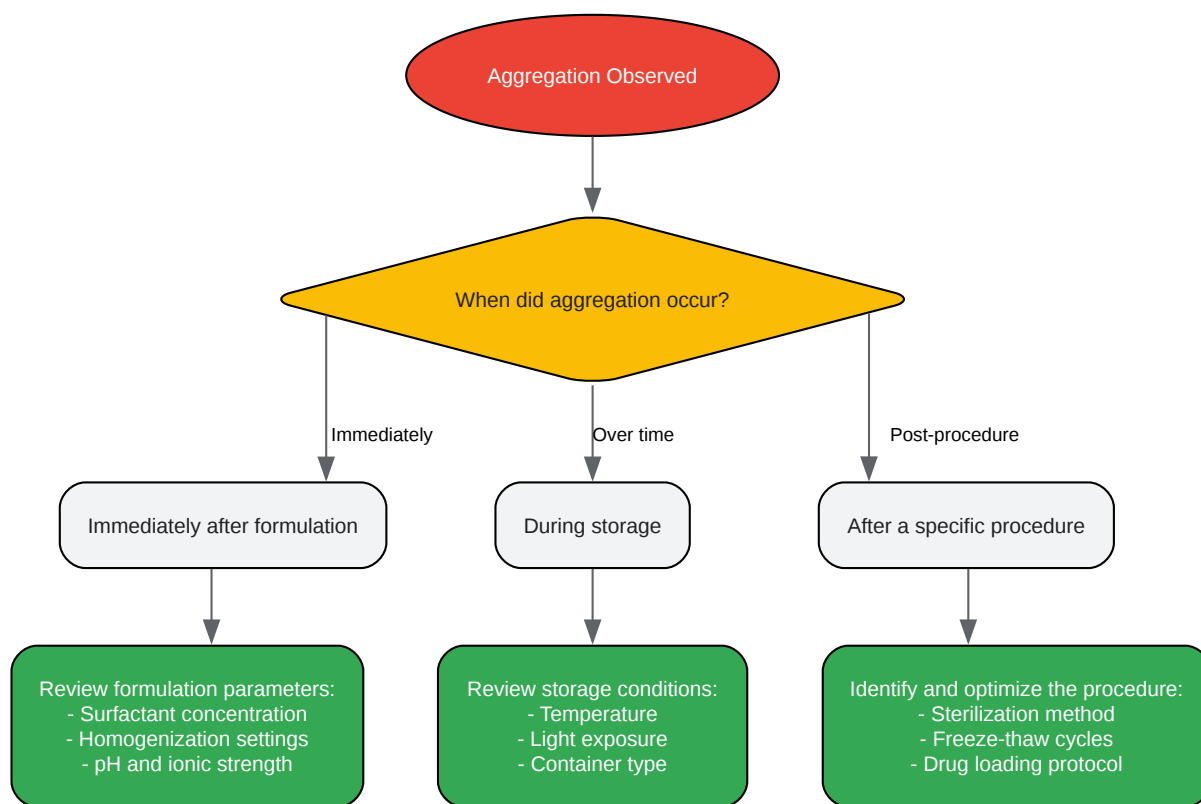 Aggregation Observed
When did aggregation occur?
Immediately
Over time
Post-procedure
Immediately after formulation
During storage
After a specific procedure
Review formulation parameters:
- Surfactant concentration
- Homogenization settings
- pH and ionic strength
Review storage conditions:
- Temperature
- Light exposure
- Container type
Identify and optimize the procedure:
- Sterilization method
- Freeze-thaw cycles
- Drug loading protocol